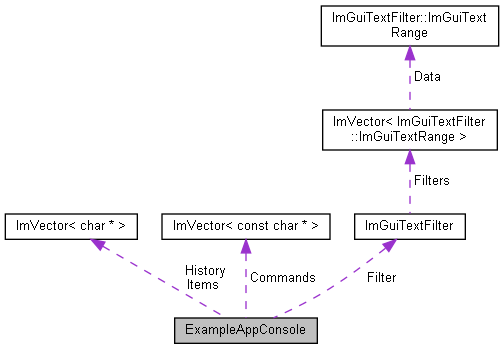 ImGuiTextFilter::ImGuiText
Range
Data
ImVector< ImGuiTextFilter
::ImGuiTextRange >
Filters
ImVector< char * >
ImVector< const char * >
ImGuiTextFilter
History
Items
Commands
Filter
ExampleAppConsole